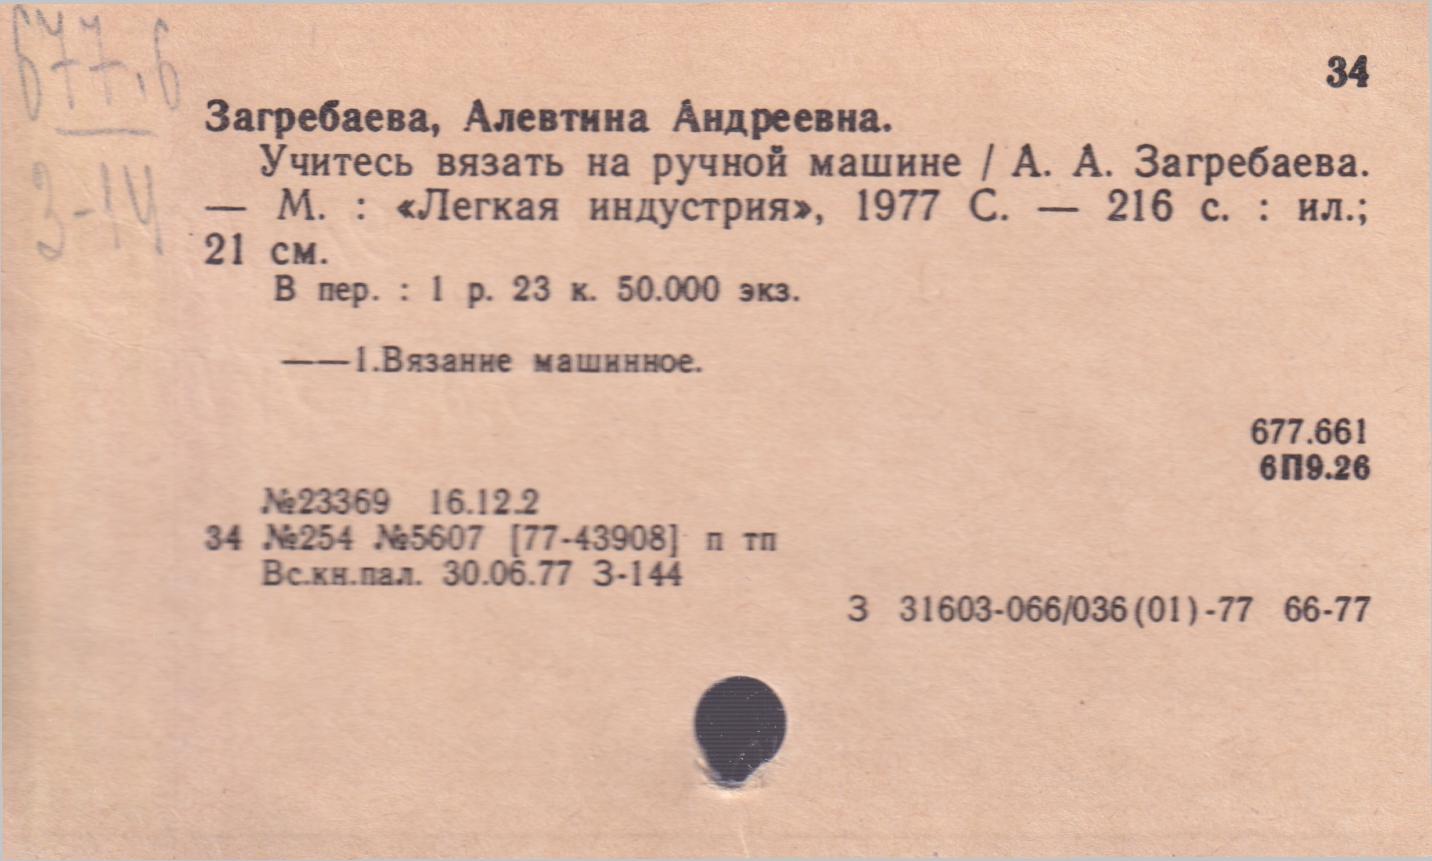 677.6
З-14
34
Загребаева, Алевтина Андреевна.
Учитесь вязать на ручной машине / А. А. Загребаева.
— М. : «Легкая индустрия», 1977 С. — 216 с. : ил.;
21 см.
В пер. : 1 р. 23 к. 50.000 экз.
——1.Вязание машинное.
677.661
6П9.26
№23369 16.12.2
34 №254 №5607 [77-43908] п тп
Вс.кн.пал. 30.06.77 З-144
З 31603-066/036(01)-77 66-77